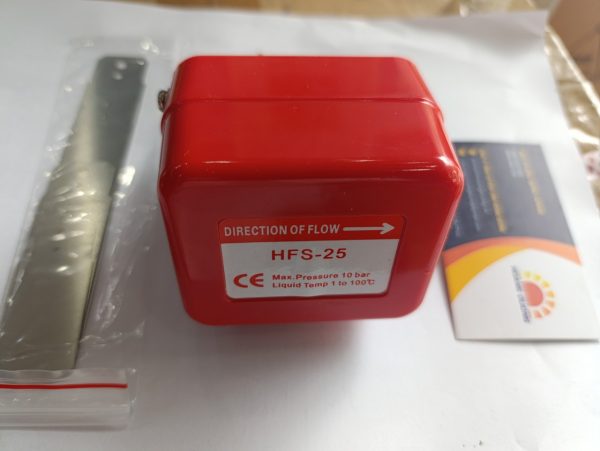 DIRECTION OF FLOW
HFS-25
CE Max.Pressure 10 bar
Liquid Temp 1 to 100℃